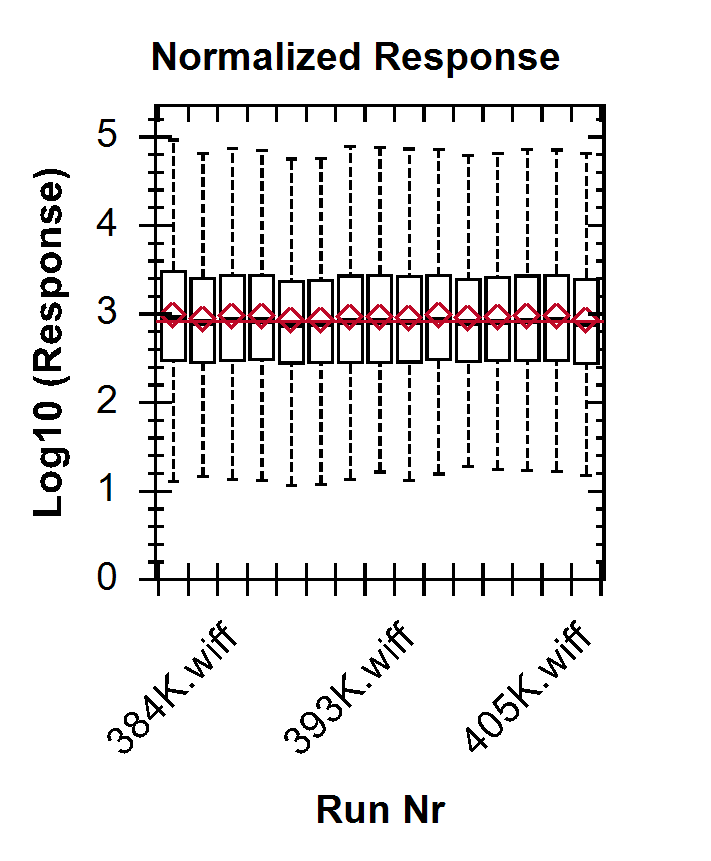 Normalized Response
Log10 (Response)
5
4
3
2
1
0
384K.wiff
393K.wiff
405K.wiff
Run Nr